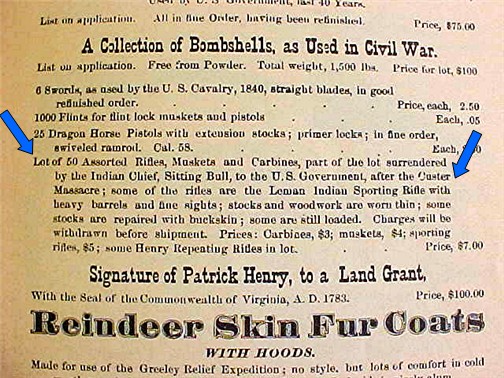 Used by U. S. Government, last 40 Years.
List on application. All in fine Order, having been refinished. Price, $75.00
A Collection of Bombshells, as Used in Civil War.
List on application. Free from Powder. Total weight, 1,500 lbs. Price for lot, $100
6 Swords, as used by the U. S. Cavalry, 1840, straight blades, in good
refinished order. . . . . Price, each, 2.50
1000 Flints for flint lock muskets and pistols . . Each, .05
25 Dragon Horse Pistols with extension stocks; primer locks; in fine order,
swiveled ramrod. Cal. 58. . . . . Each,
Lot of 50 Assorted Rifles, Muskets and Carbines, part of the lot surrendered
by the Indian Chief, Sitting Bull, to the U. S. Government, after the Custer
Massacre; some of the rifles are the Leman Indian Sporting Rifle with
heavy barrels and fine sights; stocks and woodwork are worn thin; some
stocks are repaired with buckskin; some are still loaded. Charges will be
withdrawn before shipment. Prices: Carbines, $3; muskets, $4; sporting
rifles, $5; some Henry Repeating Rifles in lot. . . Price, $7.00
Signature of Patrick Henry, to a Land Grant,
With the Seal of the Commonwealth of Virginia, A. D. 1783. Price, $100.00
Reindeer Skin Fur Coats
WITH HOODS.
Made for use of the Greeley Relief Expedition; no style, but lots of comfort in cold